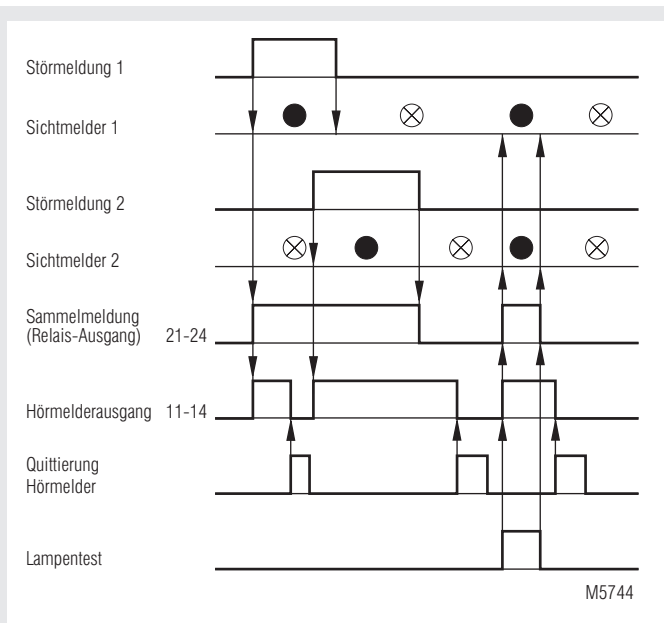 Störmeldung 1
Sichtmelder 1
Störmeldung 2
Sichtmelder 2
Sammelmeldung
(Relais-Ausgang) 21-24
Hörmelderausgang 11-14
Quittierung
Hörmelder
Lampentest
M5744